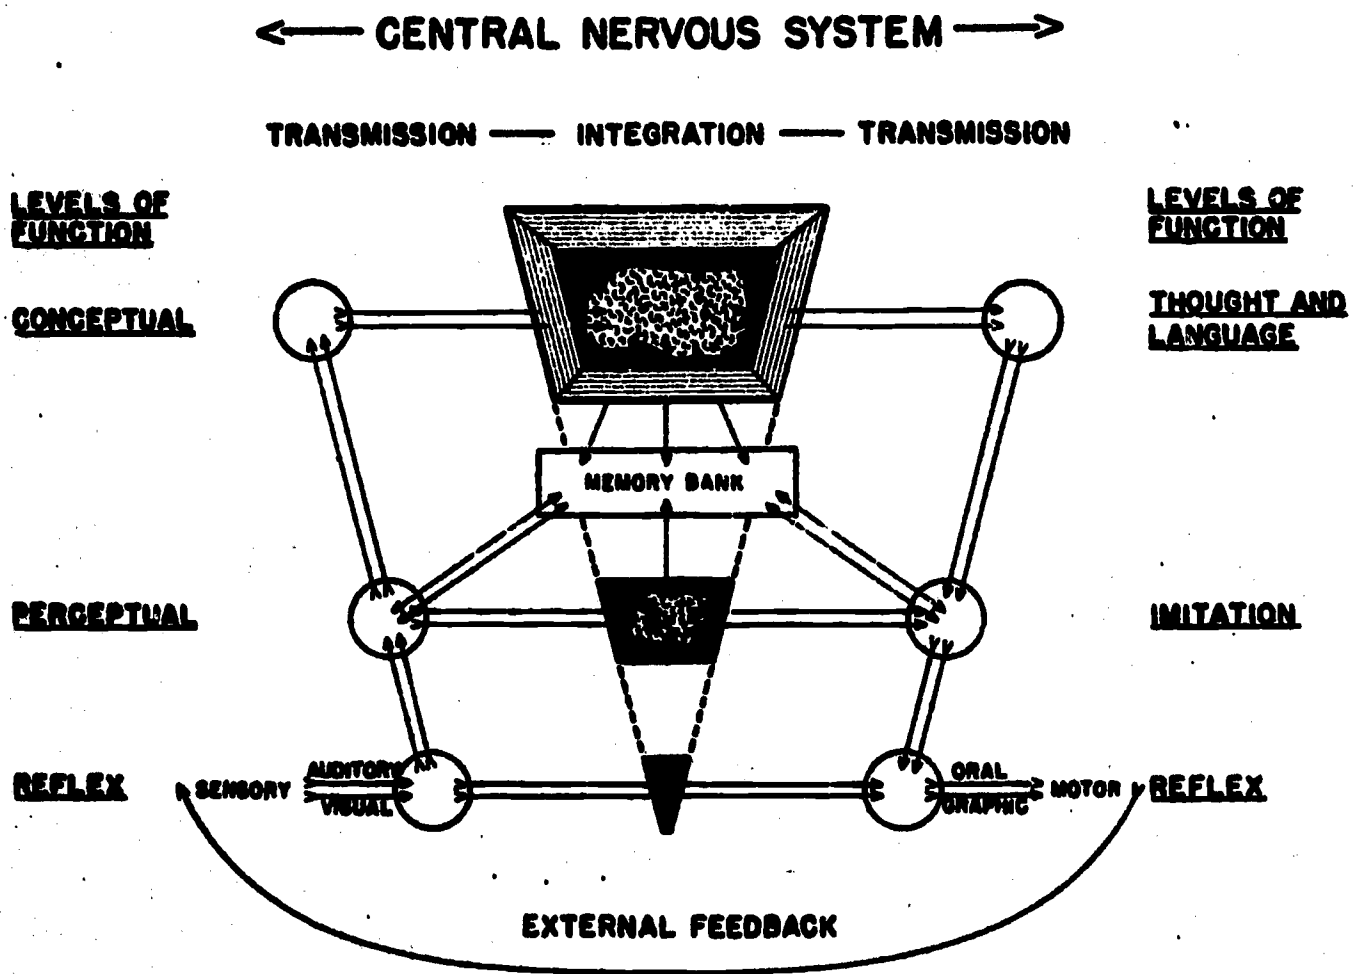 CENTRAL NERVOUS SYSTEM
TRANSMISSION — INTEGRATION — TRANSMISSION
LEVELS OF
FUNCTION
LEVELS OF
FUNCTION
CONCEPTUAL
THOUGHT AND
LANGUAGE
MEMORY BANK
PERCEPTUAL
IMITATION
REFLEX
SENSORY
AUDITORY
VISUAL
ORAL
GRAPHIC
MOTOR
REFLEX
EXTERNAL FEEDBACK